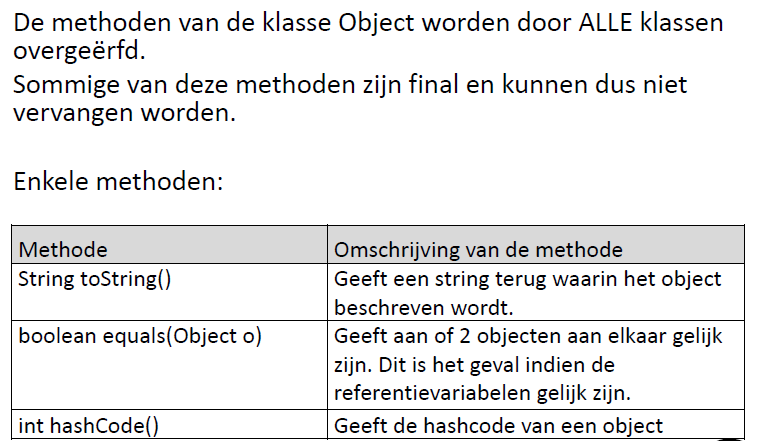 De methoden van de klasse Object worden door ALLE klassen
overgeërfd.
Sommige van deze methoden zijn final en kunnen dus niet
vervangen worden.
Enkele methoden:
Methode Omschrijving van de methode
String toString() Geeft een string terug waarin het object
beschreven wordt.
boolean equals(Object o) Geeft aan of 2 objecten aan elkaar gelijk
zijn. Dit is het geval indien de
referentievariabelen gelijk zijn.
int hashCode() Geeft de hashcode van een object